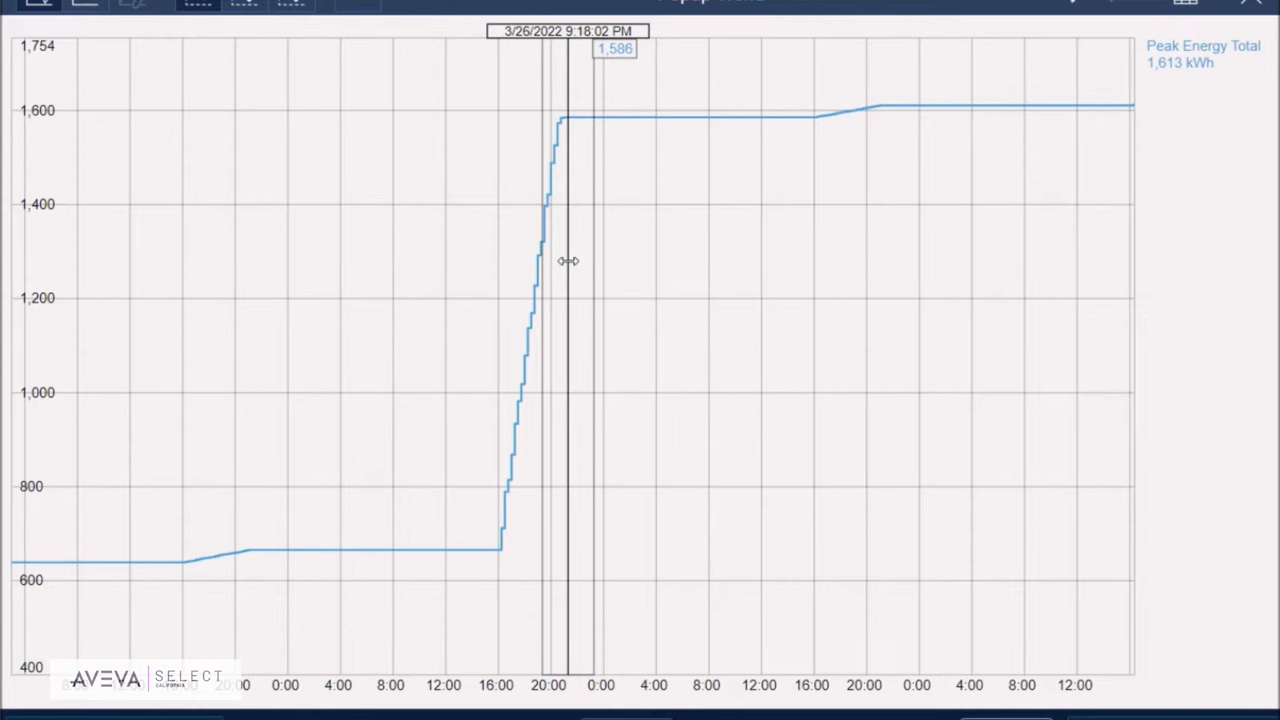 3/26/2022 9:18:02 PM
1,586
Peak Energy Total
1,613 kWh
1,754
1,600
1,400
1,200
1,000
800
600
400
20:00 0:00 4:00 8:00 12:00 16:00 20:00 0:00 4:00 8:00 12:00 16:00 20:00 0:00 4:00 8:00 12:00
AVEVA SELECT
CALIFORNIA